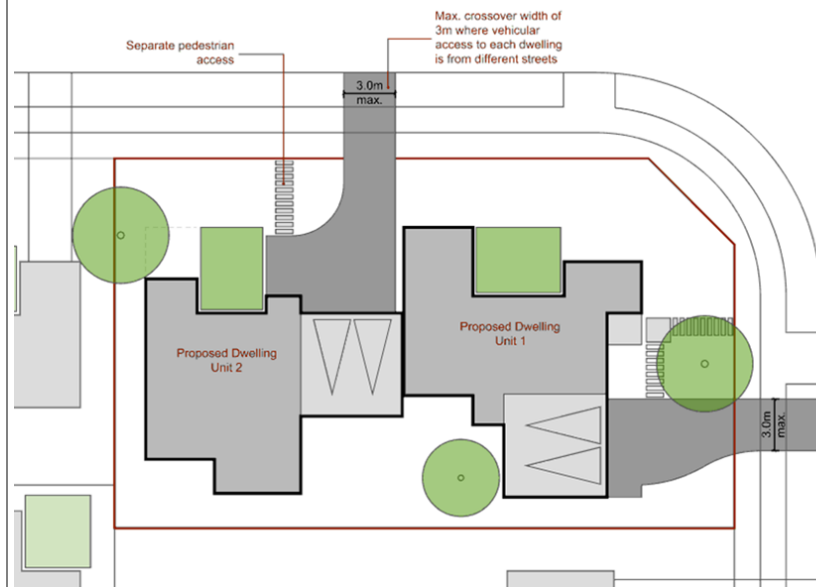 Max. crossover width of
3m where vehicular
access to each dwelling
is from different streets
Separate pedestrian
access
3.0m
max.
Proposed Dwelling
Unit 2
Proposed Dwelling
Unit 1
3.0m
max.